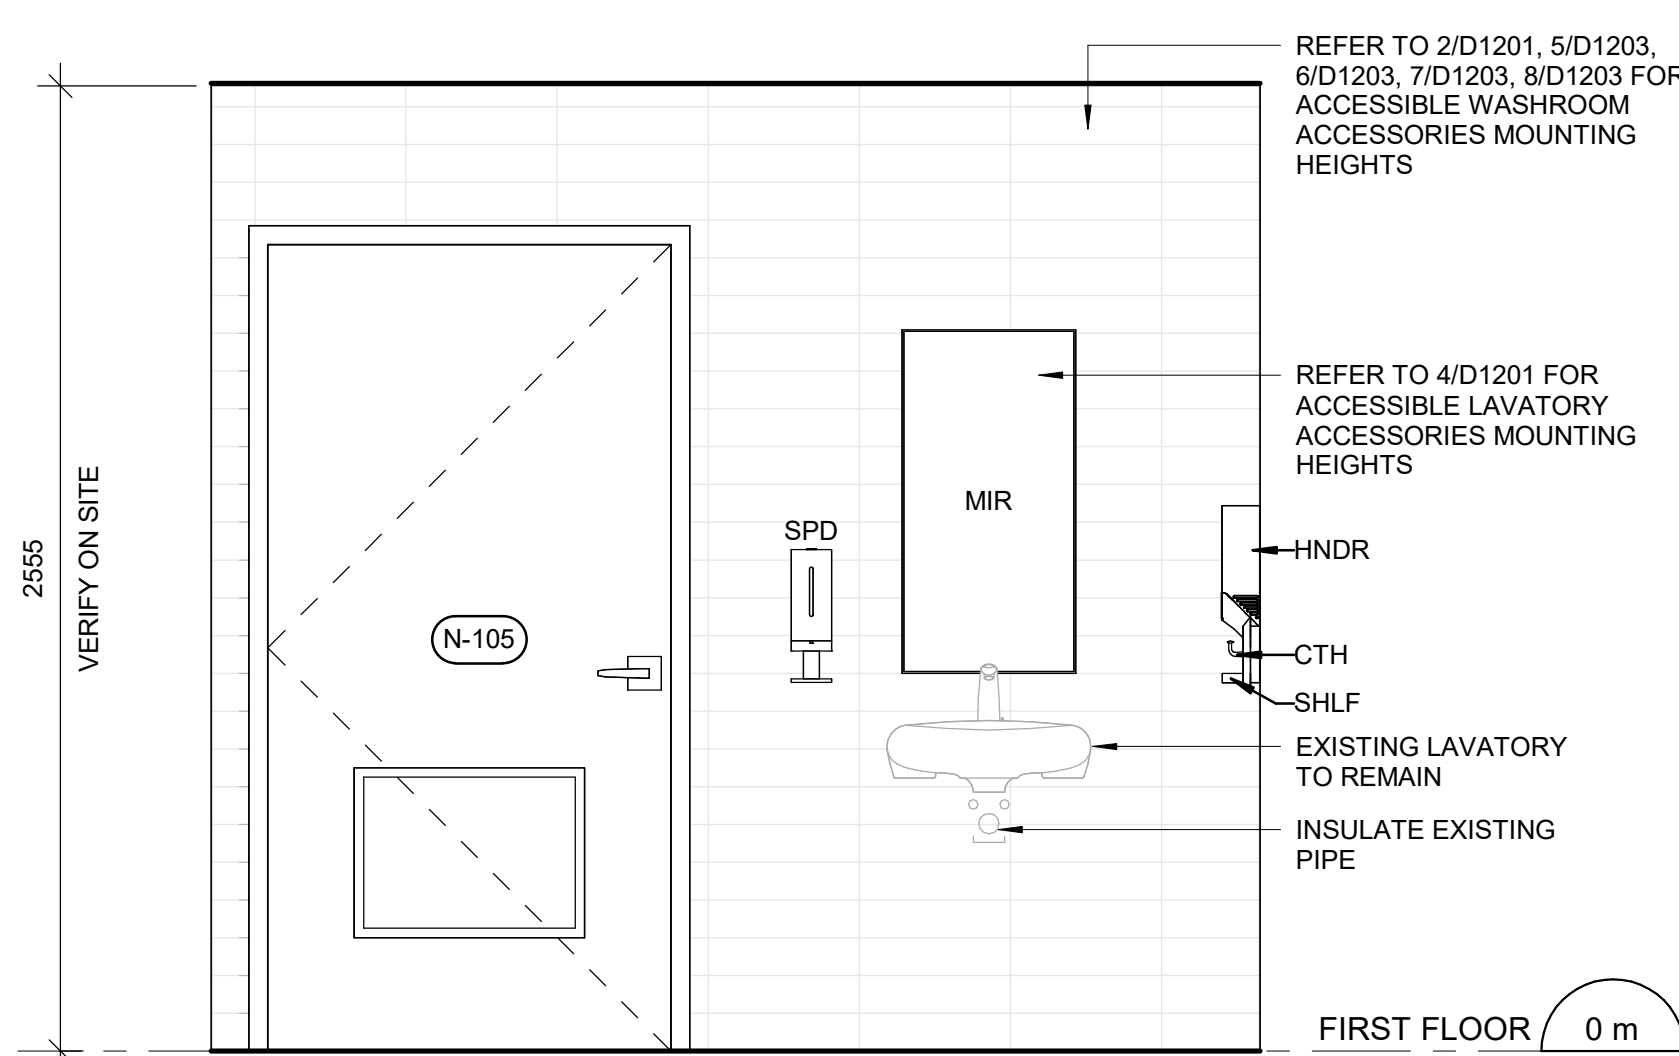 REFER TO 2/D1201, 5/D1203,
6/D1203, 7/D1203, 8/D1203 FOR
ACCESSIBLE WASHROOM
ACCESSORIES MOUNTING
HEIGHTS
REFER TO 4/D1201 FOR
ACCESSIBLE LAVATORY
ACCESSORIES MOUNTING
HEIGHTS
2555
VERIFY ON SITE
MIR
SPD
HNDR
N-105
CTH
SHLF
EXISTING LAVATORY
TO REMAIN
INSULATE EXISTING
PIPE
FIRST FLOOR
0 m